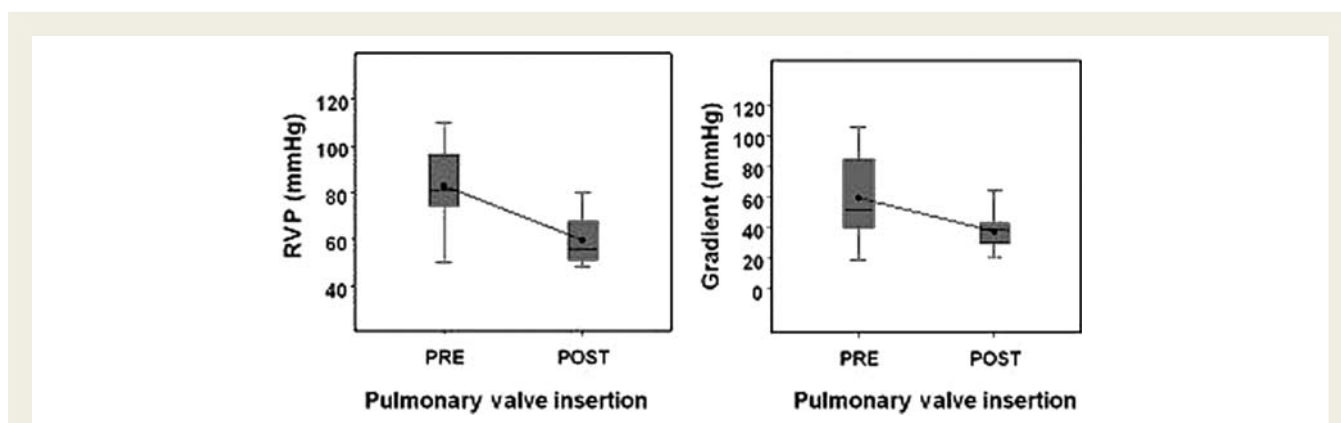 RVP (mmHg)
120
100
80
60
40
PRE POST
Pulmonary valve insertion
Gradient (mmHg)
120
100
80
60
40
20
0
PRE POST
Pulmonary valve insertion